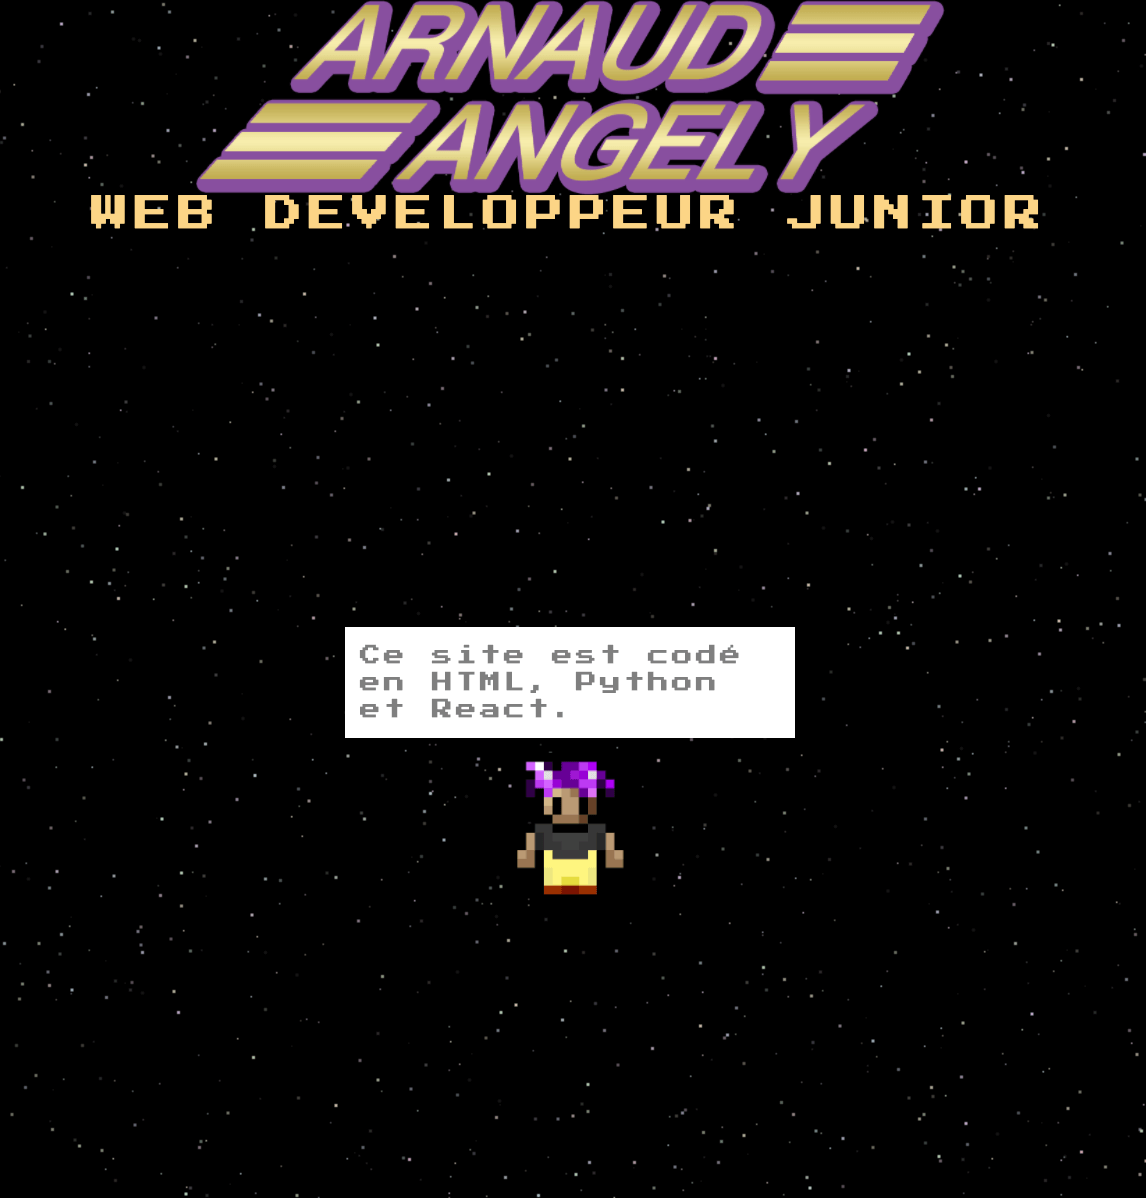 ARNAUD
ANGELY
WEB DEVELOPPEUR JUNIOR
Ce site est codé
en HTML, Python
et React.